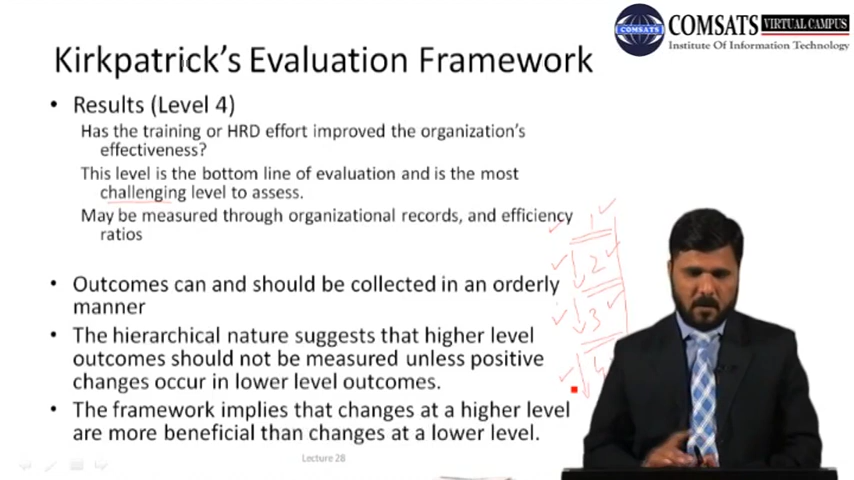 COMSATS
COMSATS VIRTUAL CAMPUS
Institute Of Information Technology
Kirkpatrick's Evaluation Framework
• Results (Level 4)
Has the training or HRD effort improved the organization's
effectiveness?
This level is the bottom line of evaluation and is the most
challenging level to assess.
May be measured through organizational records, and efficiency
ratios
1
2
3
4
• Outcomes can and should be collected in an orderly
manner
• The hierarchical nature suggests that higher level
outcomes should not be measured unless positive
changes occur in lower level outcomes.
• The framework implies that changes at a higher level
are more beneficial than changes at a lower level.
Lecture 28